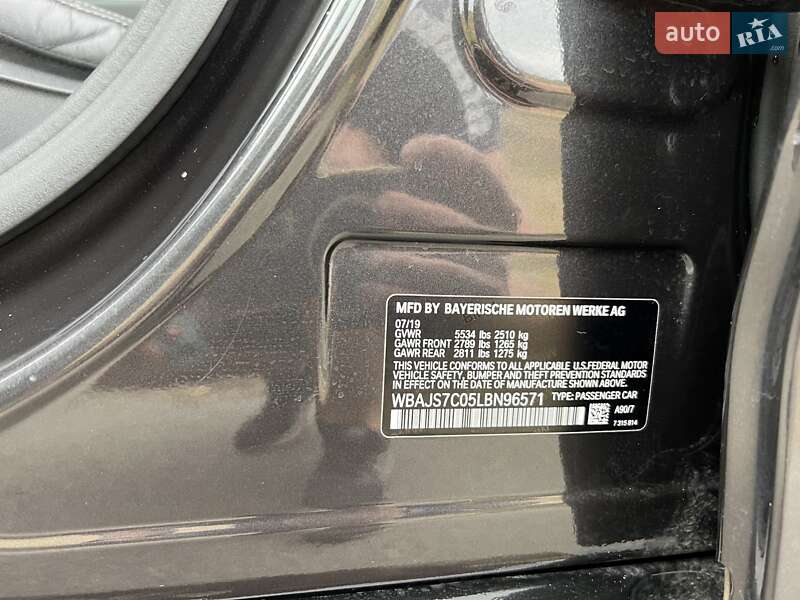 auto RIA .com
MFD BY BAYERISCHE MOTOREN WERKE AG
07/19
GVWR 5534 lbs 2510 kg
GAWR FRONT 2789 lbs 1265 kg
GAWR REAR 2811 lbs 1275 kg
THIS VEHICLE CONFORMS TO ALL APPLICABLE U.S.FEDERAL MOTOR
VEHICLE SAFETY, BUMPER AND THEFT PREVENTION STANDARDS
IN EFFECT ON THE DATE OF MANUFACTURE SHOWN ABOVE.
WBAJS7C05LBN96571 TYPE: PASSENGER CAR
A90/7
7 315 814